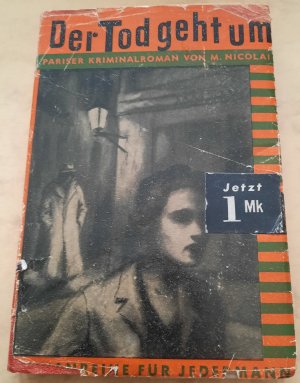 Der Tod geht um
PARISER KRIMINALROMAN VON M. NICOLAI
Jetzt
1 Mk
FÜR JEDERMANN